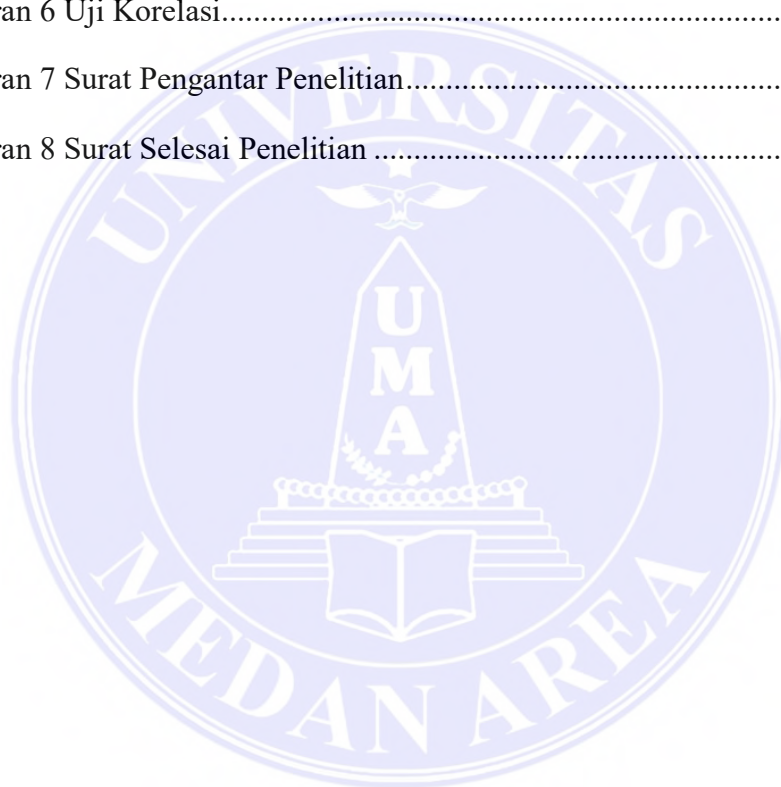 ran 6 Uji Korelasi..........................................................................
ran 7 Surat Pengantar Penelitian..................................................
ran 8 Surat Selesai Penelitian ......................................................
UNIVERSITAS
U
M
A
MEDAN AREA